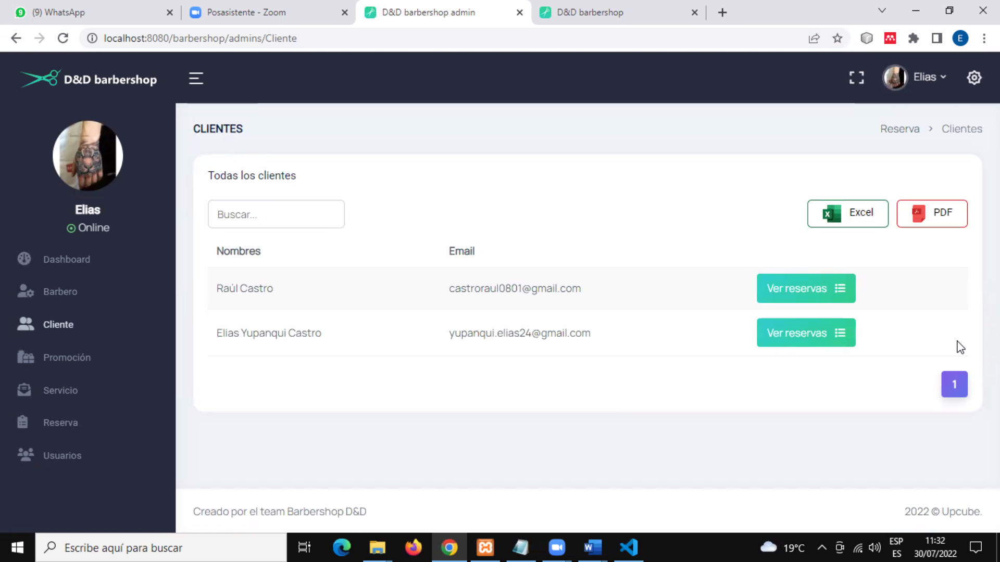 (9) WhatsApp
Posasistente - Zoom
D&D barbershop admin
D&D barbershop
localhost:8080/barbershop/admins/Cliente
E
D&D barbershop
Elias
Elias
Online
Dashboard
Barbero
Cliente
Promoción
Servicio
Reserva
Usuarios
CLIENTES
Reserva > Clientes
Todas los clientes
Buscar...
Excel
PDF
Nombres Email
Raúl Castro castroraul0801@gmail.com Ver reservas
Elias Yupanqui Castro yupanqui.elias24@gmail.com Ver reservas
1
Creado por el team Barbershop D&D
2022 © Upcube.
Escribe aquí para buscar
19°C
ESP
ES
11:32
30/07/2022